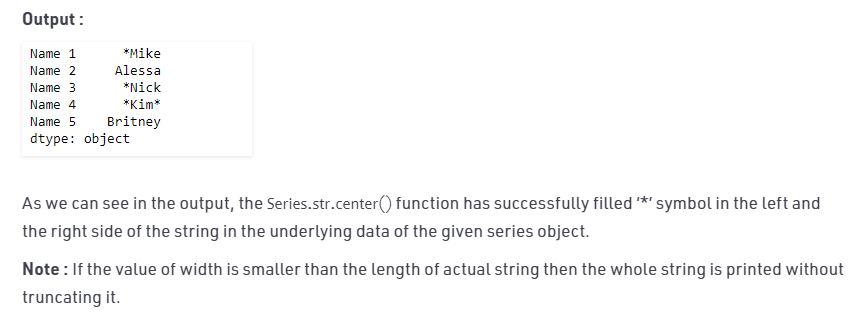 Output :
Name 1      *Mike
Name 2     Alessa
Name 3      *Nick
Name 4      *Kim*
Name 5    Britney
dtype: object
As we can see in the output, the Series.str.center() function has successfully filled '*' symbol in the left and
the right side of the string in the underlying data of the given series object.
Note : If the value of width is smaller than the length of actual string then the whole string is printed without
truncating it.